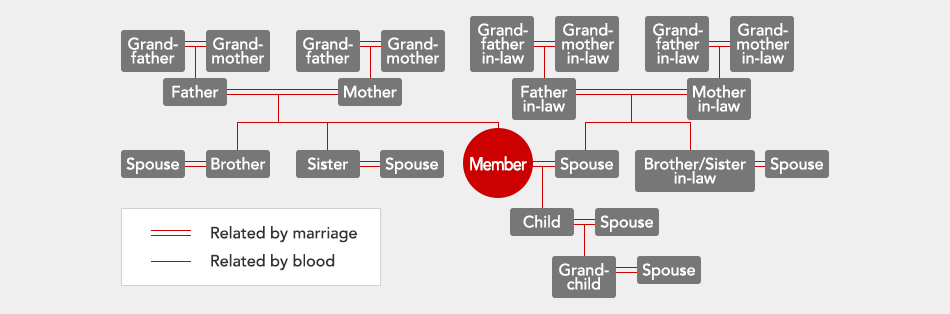 Grand-
father
Grand-
mother
Grand-
father
Grand-
mother
Grand-
father
in-law
Grand-
mother
in-law
Grand-
father
in-law
Grand-
mother
in-law
Father
Mother
Father
in-law
Mother
in-law
Spouse
Brother
Sister
Spouse
Member
Spouse
Brother/Sister
in-law
Spouse
Child
Spouse
Grand-
child
Spouse
Related by marriage
Related by blood